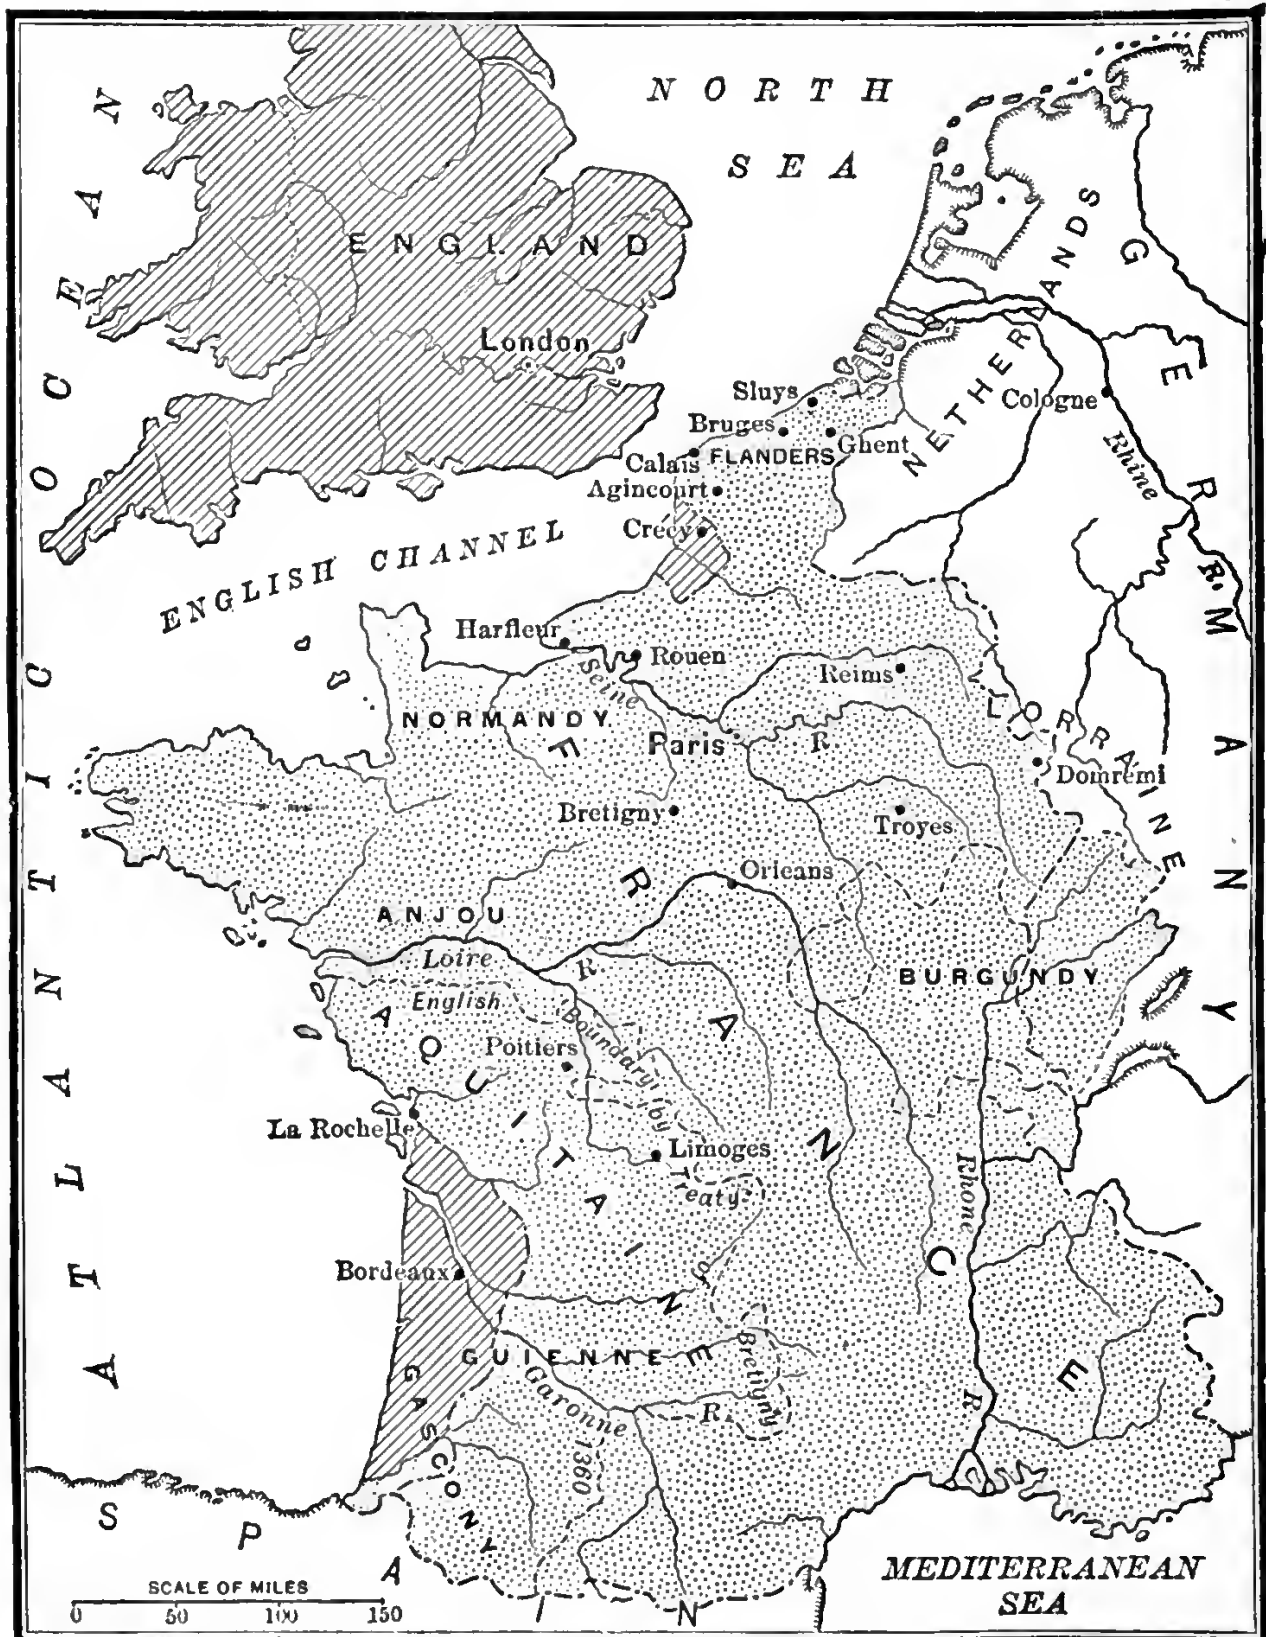 NORTH
SEA
ATLANTIC OCEAN
ENGLAND
London
NETHERLANDS
GERMANY
Sluys
Bruges
Ghent
Cologne
Calais
FLANDERS
Agincourt
Rhine
R.
Crecy
ENGLISH CHANNEL
Harfleur
Rouen
Seine
R
Reims
LORRAINE
NORMANDY
FRANCE
Paris
Domremi
Bretigny
Troyes
Orleans
ANJOU
Loire
R
BURGUNDY
English
Boundary by
Treaty
of
Bretigny
1360
AQUITAINE
Poitiers
La Rochelle
Limoges
Rhone
R.
Bordeaux
GUIENNE
GASCONY
Garonne
R.
SPAIN
MEDITERRANEAN
SEA
SCALE OF MILES
0 50 100 150